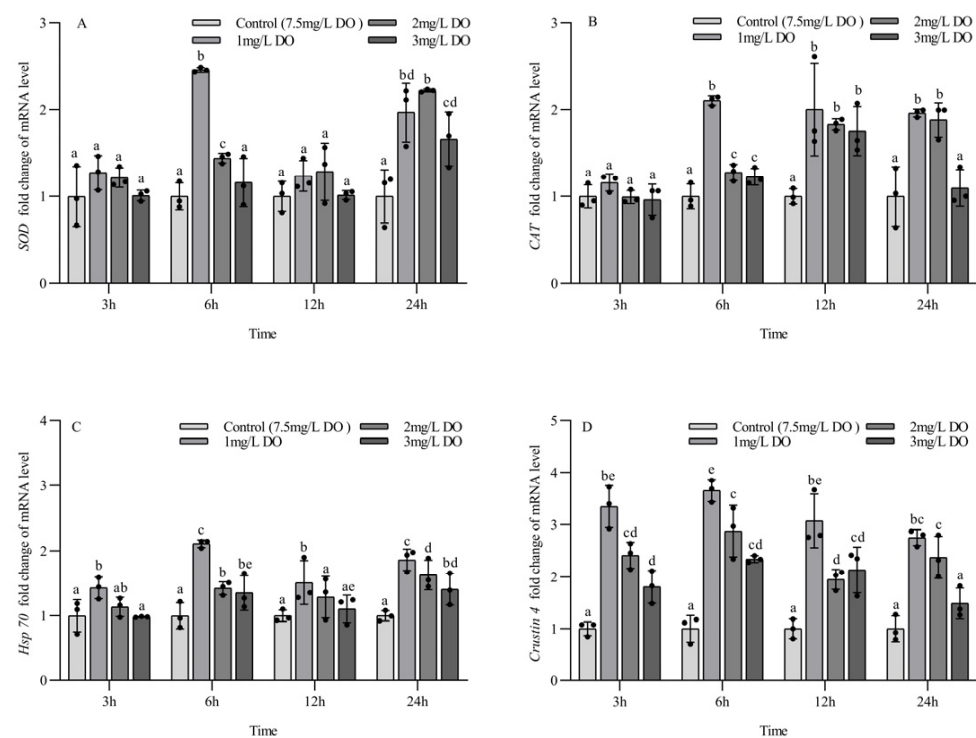 A
Control (7.5mg/L DO )
2mg/L DO
1mg/L DO
3mg/L DO
SOD fold change of mRNA level
3
2
1
0
a a a a
a b c a
a a a a
a bd b cd
3h 6h 12h 24h
Time
B
Control (7.5mg/L DO )
2mg/L DO
1mg/L DO
3mg/L DO
CAT fold change of mRNA level
3
2
1
0
a a a a
a b c c
a b b b
a b b a
3h 6h 12h 24h
Time
C
Control (7.5mg/L DO )
2mg/L DO
1mg/L DO
3mg/L DO
Hsp 70 fold change of mRNA level
4
3
2
1
0
a b ab a
a c b be
a b a ae
a c d bd
3h 6h 12h 24h
Time
D
Control (7.5mg/L DO )
2mg/L DO
1mg/L DO
3mg/L DO
Crustin 4 fold change of mRNA level
5
4
3
2
1
0
a be cd d
a e c cd
a be d cd
a bc c a
3h 6h 12h 24h
Time